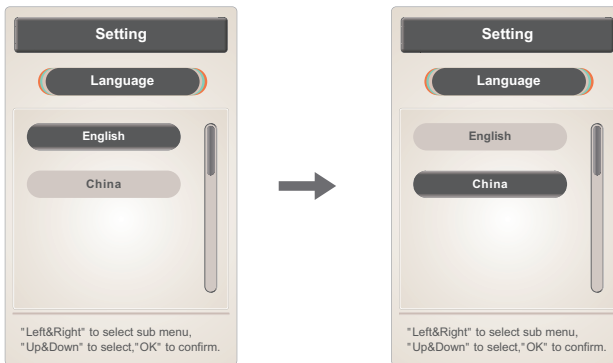 Setting
Language
English
China
"Left&Right" to select sub menu,
"Up&Down" to select,"OK" to confirm.
Setting
Language
English
China
"Left&Right" to select sub menu,
"Up&Down" to select,"OK" to confirm.